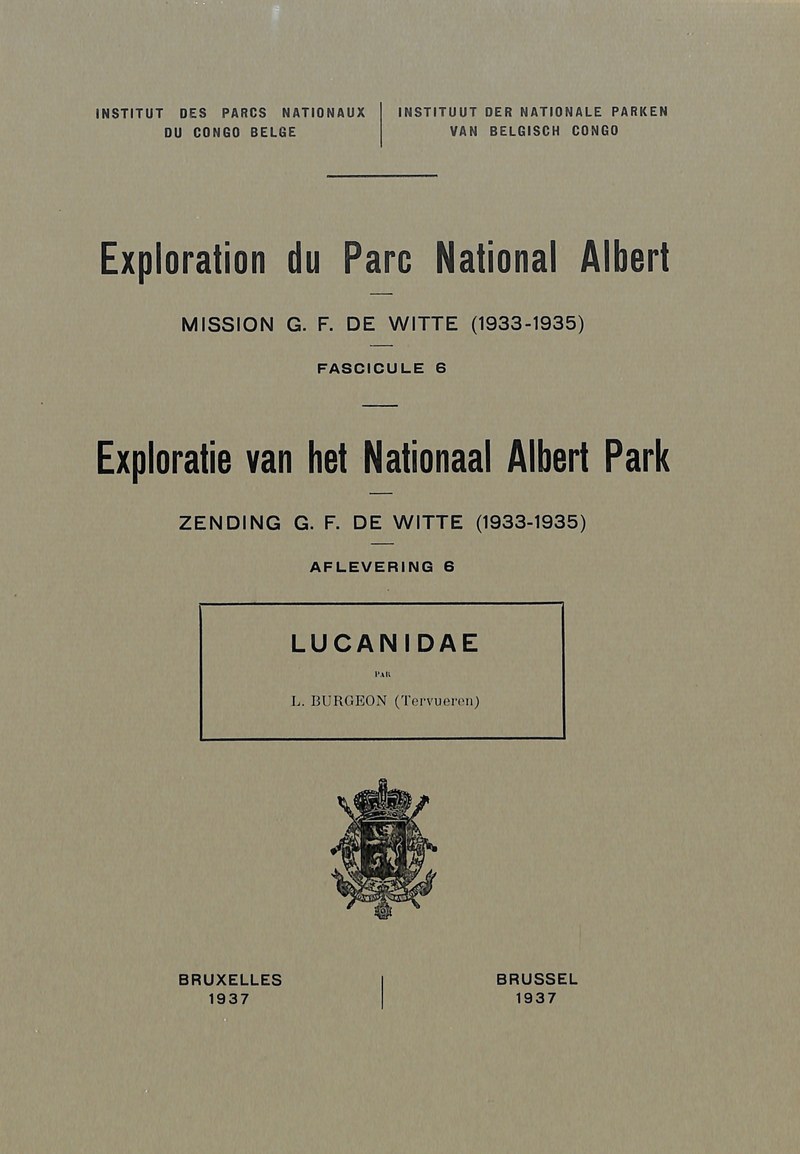 INSTITUT DES PARCS NATIONAUX
DU CONGO BELGE
INSTITUUT DER NATIONALE PARKEN
VAN BELGISCH CONGO
Exploration du Parc National Albert
MISSION G. F. DE WITTE (1933-1935)
FASCICULE 6
Exploratie van het Nationaal Albert Park
ZENDING G. F. DE WITTE (1933-1935)
AFLEVERING 6
LUCANIDAE
PAR
L. BURGEON (Tervueren)
BRUXELLES
1937
BRUSSEL
1937